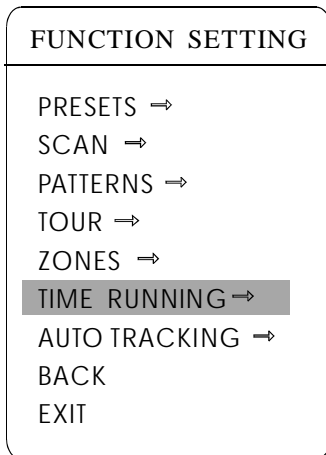 FUNCTION SETTING
PRESETS ⇒
SCAN ⇒
PATTERNS ⇒
TOUR ⇒
ZONES ⇒
TIME RUNNING ⇒
AUTO TRACKING ⇒
BACK
EXIT